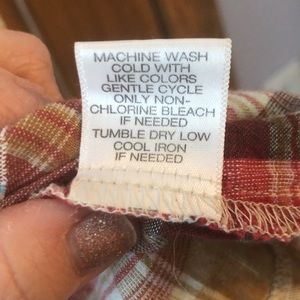 MACHINE WASH
COLD WITH
LIKE COLORS
GENTLE CYCLE
ONLY NON-
CHLORINE BLEACH
IF NEEDED
TUMBLE DRY LOW
COOL IRON
IF NEEDED